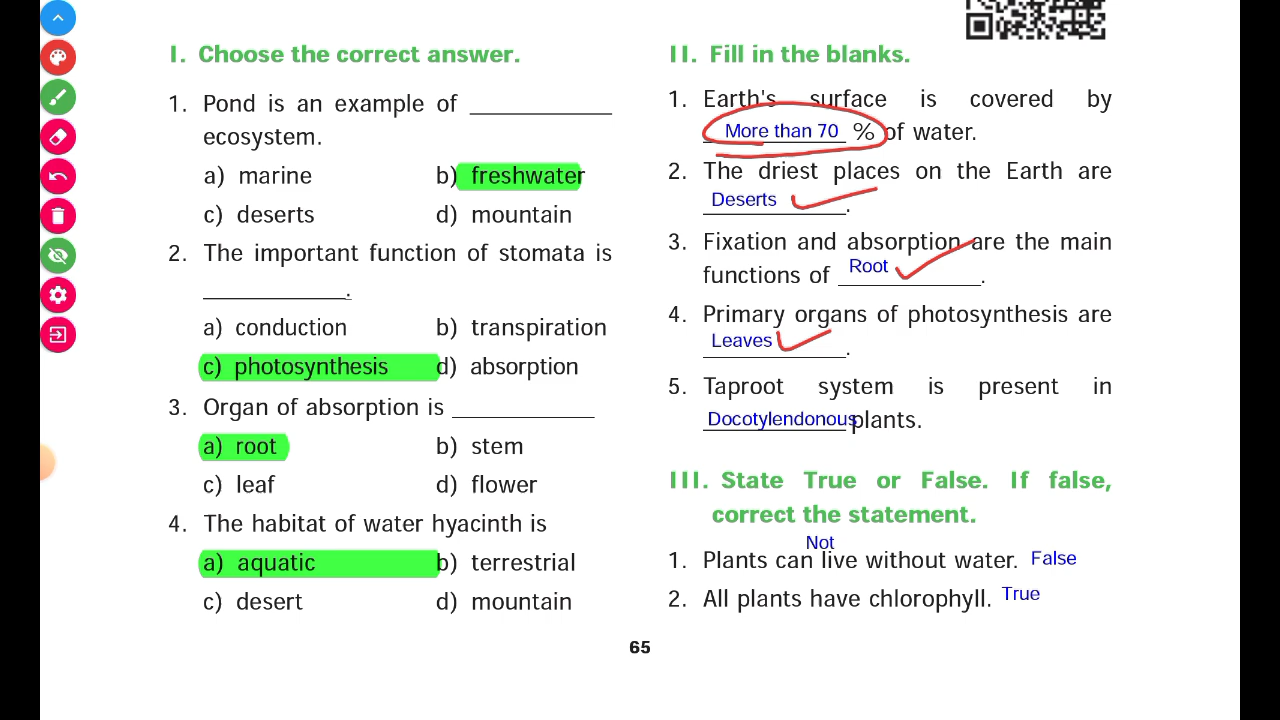 I. Choose the correct answer.
1. Pond is an example of ____________
ecosystem.
a) marine b) freshwater
c) deserts d) mountain
2. The important function of stomata is
____________.
a) conduction b) transpiration
c) photosynthesis d) absorption
3. Organ of absorption is ____________
a) root b) stem
c) leaf d) flower
4. The habitat of water hyacinth is
a) aquatic b) terrestrial
c) desert d) mountain
II. Fill in the blanks.
1. Earth's surface is covered by
More than 70 % of water.
2. The driest places on the Earth are
Deserts .
3. Fixation and absorption are the main
functions of Root .
4. Primary organs of photosynthesis are
Leaves .
5. Taproot system is present in
Docotylendonous plants.
III. State True or False. If false,
correct the statement.
Not
1. Plants can live without water. False
2. All plants have chlorophyll. True
65